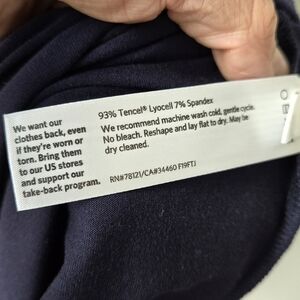 We want our
clothes back, even
if they're worn or
torn. Bring them
to our US stores
and support our
take-back program.
93% Tencel® Lyocell 7% Spandex
We recommend machine wash cold, gentle cycle.
No bleach. Reshape and lay flat to dry. May be
dry cleaned.
RN#78121/CA#34460 F19FTJ